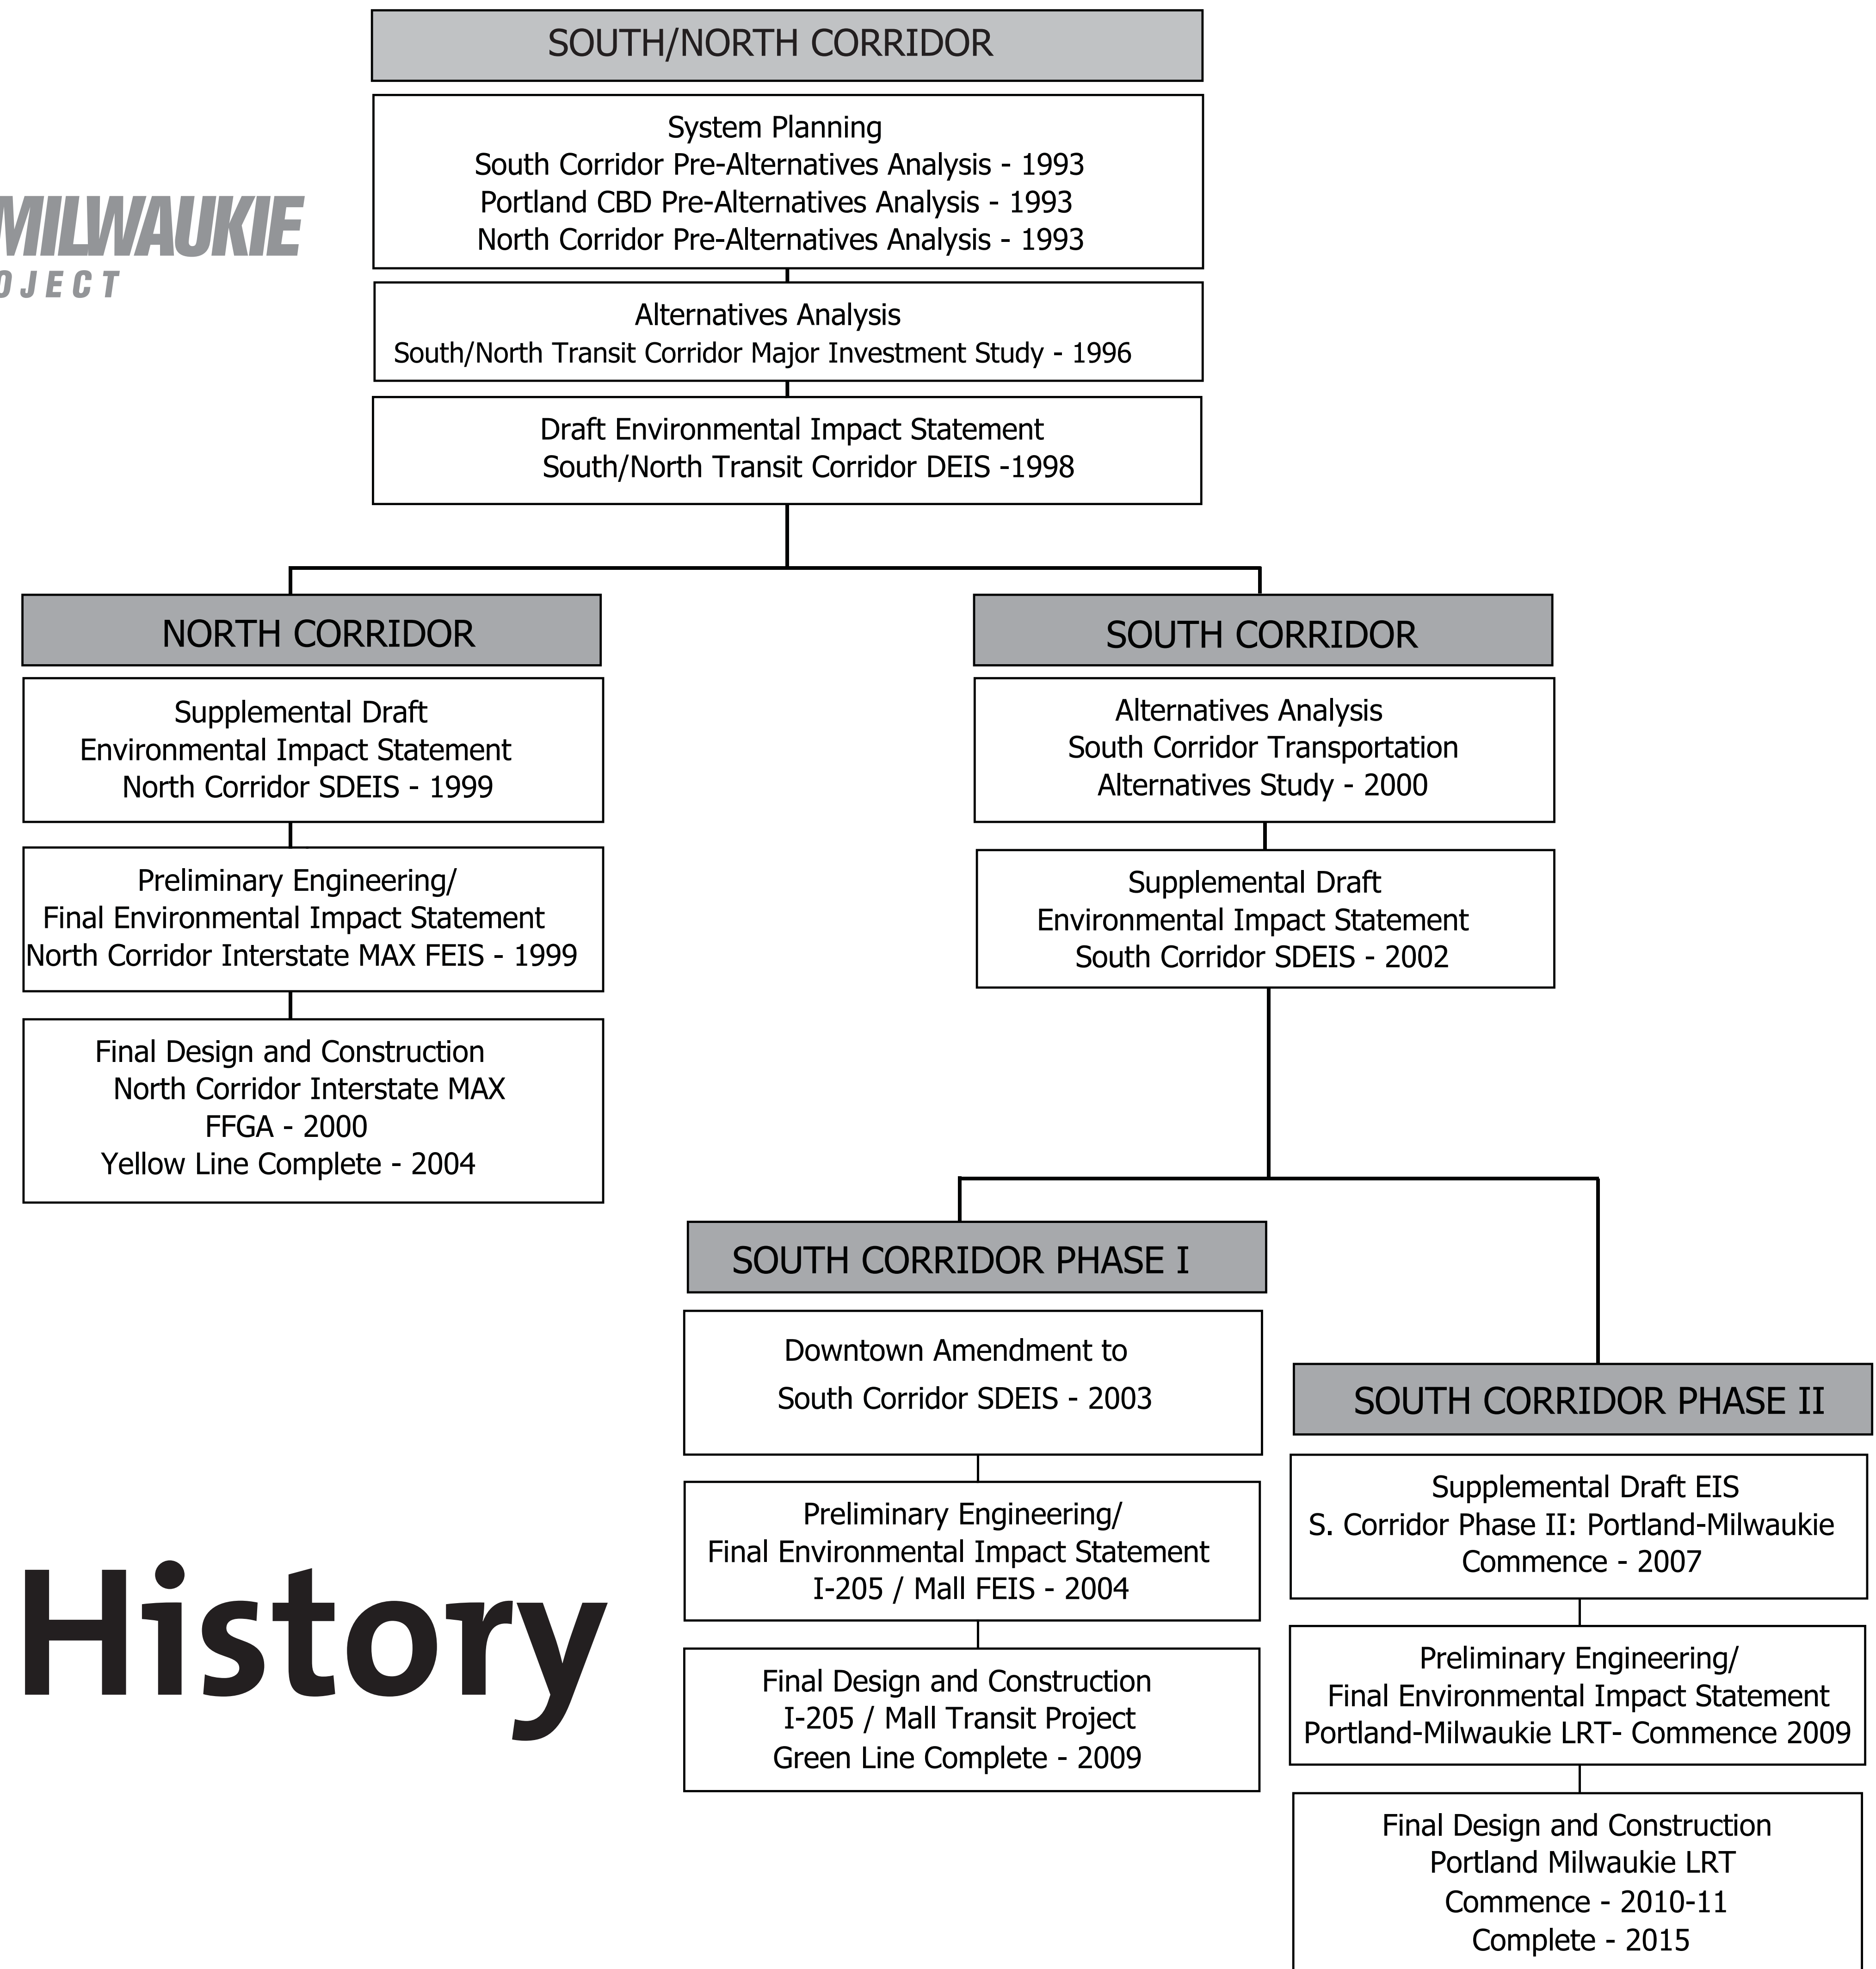 SOUTH/NORTH CORRIDOR
System Planning
South Corridor Pre-Alternatives Analysis - 1993
Portland CBD Pre-Alternatives Analysis - 1993
North Corridor Pre-Alternatives Analysis - 1993
MILWAUKIE
OJECT
Alternatives Analysis
South/North Transit Corridor Major Investment Study - 1996
Draft Environmental Impact Statement
South/North Transit Corridor DEIS -1998
NORTH CORRIDOR
Supplemental Draft
Environmental Impact Statement
North Corridor SDEIS - 1999
Preliminary Engineering/
Final Environmental Impact Statement
North Corridor Interstate MAX FEIS - 1999
Final Design and Construction
North Corridor Interstate MAX
FFGA - 2000
Yellow Line Complete - 2004
SOUTH CORRIDOR
Alternatives Analysis
South Corridor Transportation
Alternatives Study - 2000
Supplemental Draft
Environmental Impact Statement
South Corridor SDEIS - 2002
SOUTH CORRIDOR PHASE I
Downtown Amendment to
South Corridor SDEIS - 2003
Preliminary Engineering/
Final Environmental Impact Statement
I-205 / Mall FEIS - 2004
Final Design and Construction
I-205 / Mall Transit Project
Green Line Complete - 2009
SOUTH CORRIDOR PHASE II
Supplemental Draft EIS
S. Corridor Phase II: Portland-Milwaukie
Commence - 2007
Preliminary Engineering/
Final Environmental Impact Statement
Portland-Milwaukie LRT- Commence 2009
Final Design and Construction
Portland Milwaukie LRT
Commence - 2010-11
Complete - 2015
History